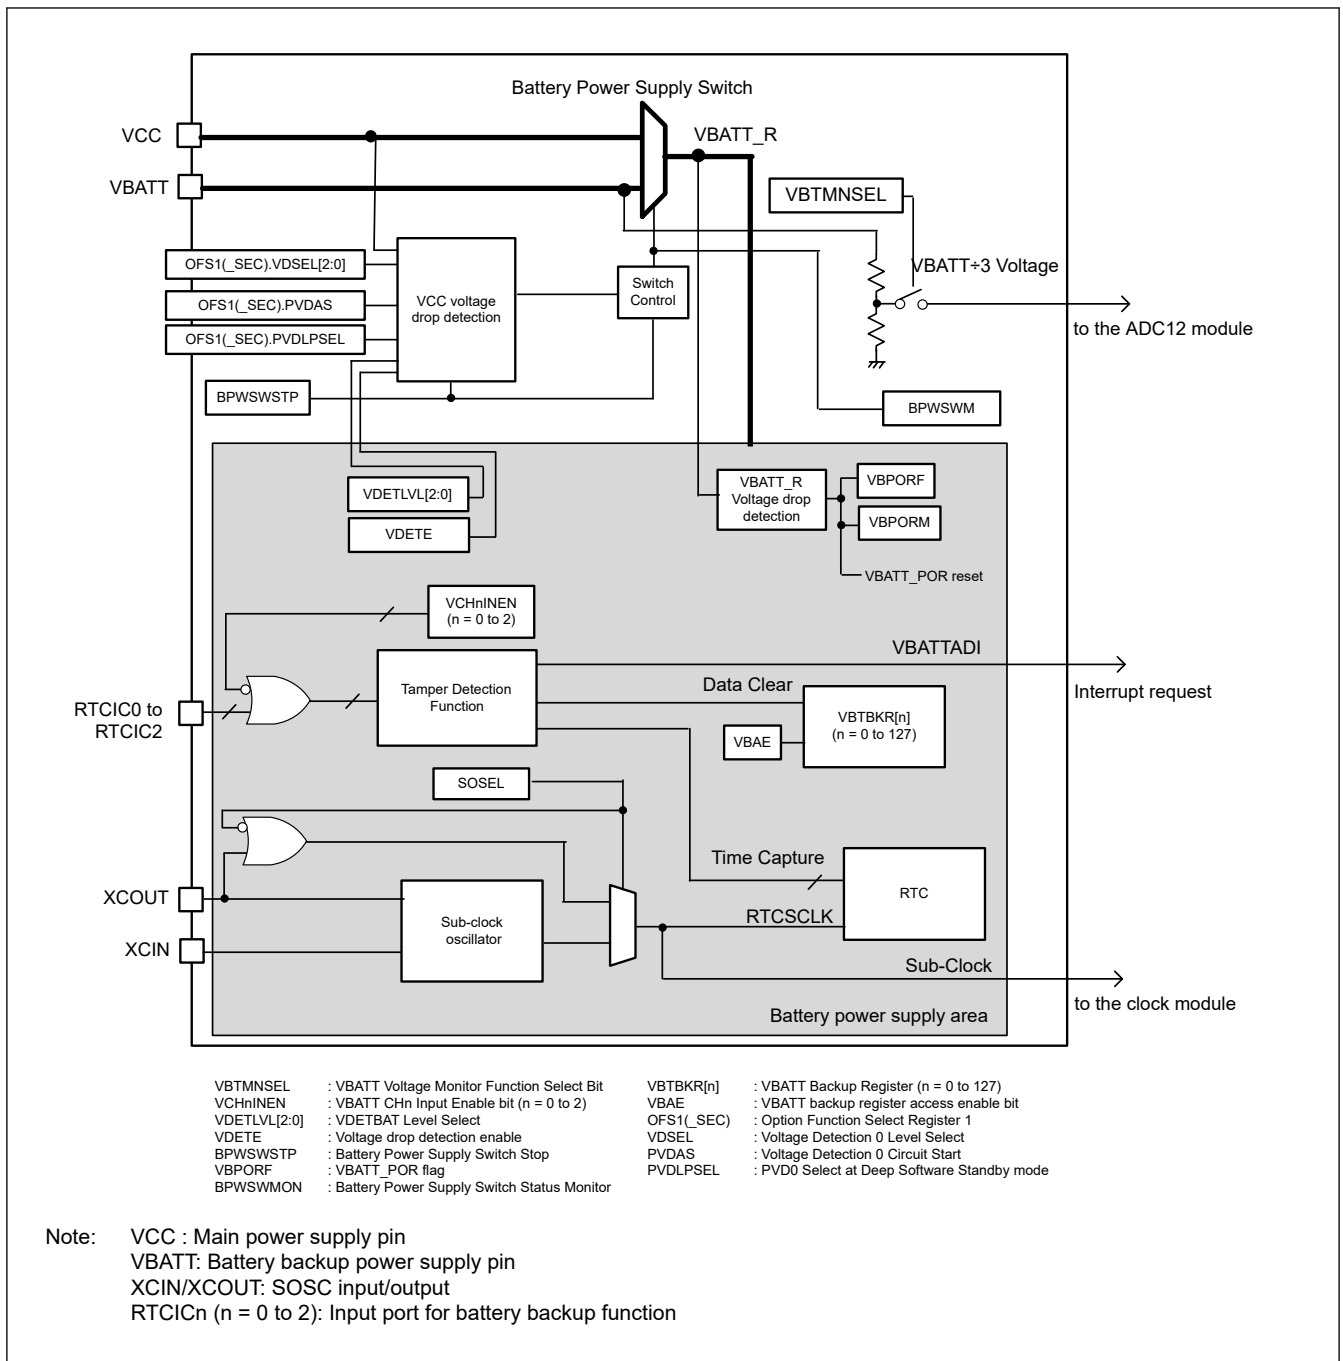 Battery Power Supply Switch
VCC
VBATT_R
VBATT
VBTMNSEL
OFS1(_SEC).VDSEL[2:0]
OFS1(_SEC).PVDAS
OFS1(_SEC).PVDLPSEL
VCC voltage
drop detection
Switch
Control
VBATT÷3 Voltage
to the ADC12 module
BPWSWSTP
BPWSWM
VDETLVL[2:0]
VDETE
VBATT_R
Voltage drop
detection
VBPORF
VBPORM
VBATT_POR reset
VCHnINEN
(n = 0 to 2)
VBATTADI
Interrupt request
RTCIC0 to
RTCIC2
Tamper Detection
Function
Data Clear
VBTBKR[n]
(n = 0 to 127)
VBAE
SOSEL
Time Capture
RTC
RTCSCLK
XCOUT
XCIN
Sub-clock
oscillator
Sub-Clock
to the clock module
Battery power supply area
VBTMNSEL : VBATT Voltage Monitor Function Select Bit
VCHnINEN : VBATT CHn Input Enable bit (n = 0 to 2)
VDETLVL[2:0] : VDETBAT Level Select
VDETE : Voltage drop detection enable
BPWSWSTP : Battery Power Supply Switch Stop
VBPORF : VBATT_POR flag
BPWSWMON : Battery Power Supply Switch Status Monitor
VBTBKR[n] : VBATT Backup Register (n = 0 to 127)
VBAE : VBATT backup register access enable bit
OFS1(_SEC) : Option Function Select Register 1
VDSEL : Voltage Detection 0 Level Select
PVDAS : Voltage Detection 0 Circuit Start
PVDLPSEL : PVD0 Select at Deep Software Standby mode
Note: VCC : Main power supply pin
VBATT: Battery backup power supply pin
XCIN/XCOUT: SOSC input/output
RTCICn (n = 0 to 2): Input port for battery backup function